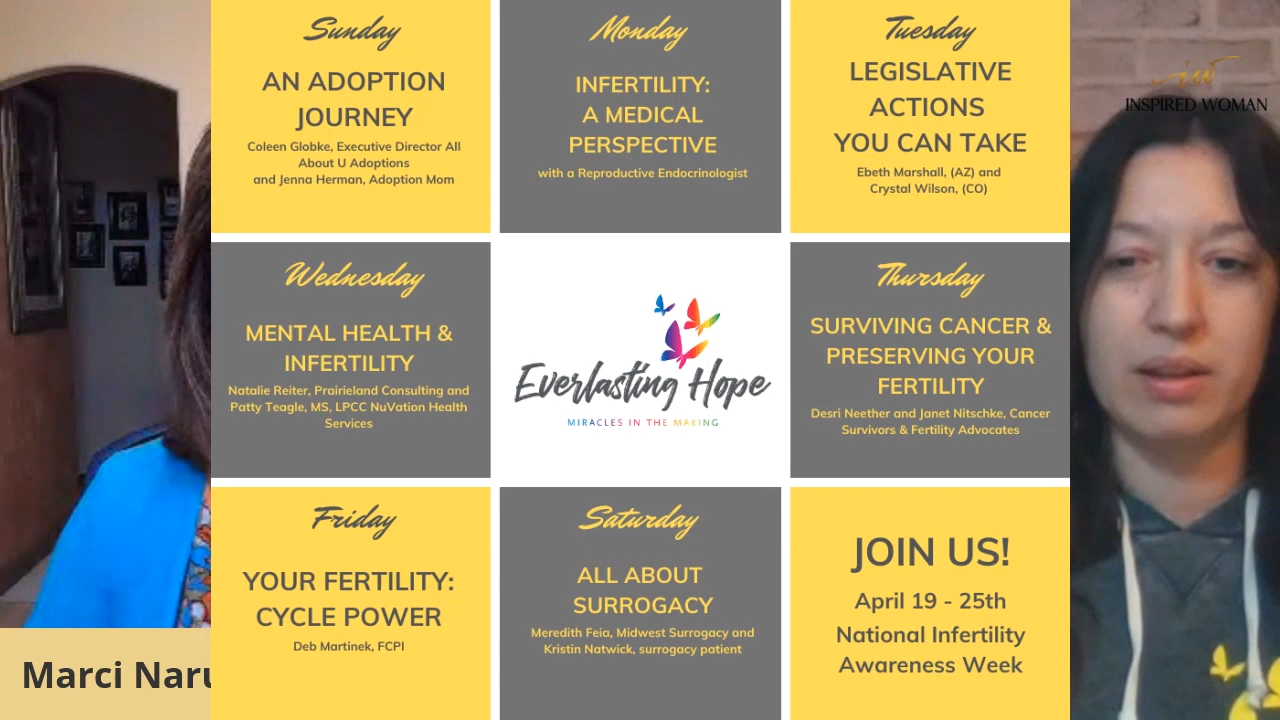 Sunday
AN ADOPTION
JOURNEY
Coleen Globke, Executive Director All
About U Adoptions
and Jenna Herman, Adoption Mom
Monday
INFERTILITY:
A MEDICAL
PERSPECTIVE
with a Reproductive Endocrinologist
Tuesday
LEGISLATIVE
ACTIONS
YOU CAN TAKE
Ebeth Marshall, (AZ) and
Crystal Wilson, (CO)
iw
INSPIRED WOMAN
Wednesday
MENTAL HEALTH &
INFERTILITY
Natalie Reiter, Prairieland Consulting and
Patty Teagle, MS, LPCC NuVation Health
Services
Everlasting Hope
MIRACLES IN THE MAKING
Thursday
SURVIVING CANCER &
PRESERVING YOUR
FERTILITY
Desri Neether and Janet Nitschke, Cancer
Survivors & Fertility Advocates
Friday
YOUR FERTILITY:
CYCLE POWER
Deb Martinek, FCPI
Saturday
ALL ABOUT
SURROGACY
Meredith Feia, Midwest Surrogacy and
Kristin Natwick, surrogacy patient
JOIN US!
April 19 - 25th
National Infertility
Awareness Week
Marci Naru